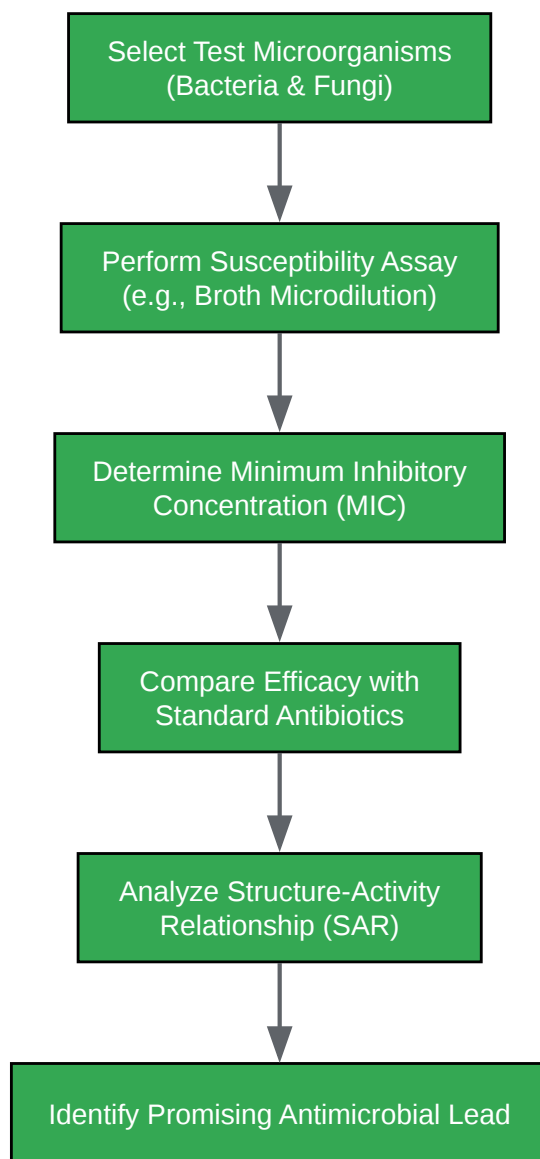 Select Test Microorganisms
(Bacteria & Fungi)
Perform Susceptibility Assay
(e.g., Broth Microdilution)
Determine Minimum Inhibitory
Concentration (MIC)
Compare Efficacy with
Standard Antibiotics
Analyze Structure-Activity
Relationship (SAR)
Identify Promising Antimicrobial Lead